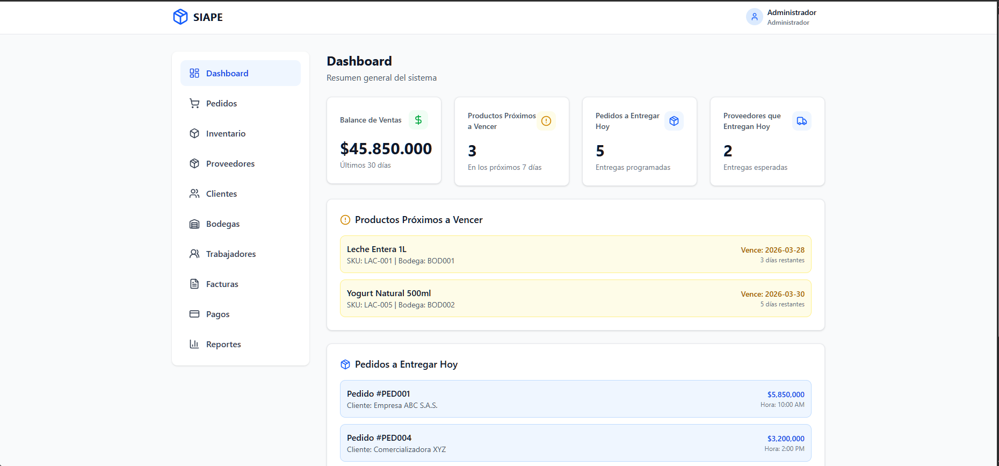 SIAPE
Administrador
Administrador
Dashboard
Pedidos
Inventario
Proveedores
Clientes
Bodegas
Trabajadores
Facturas
Pagos
Reportes
Dashboard
Resumen general del sistema
Balance de Ventas
$45.850.000
Últimos 30 días
Productos Próximos
a Vencer
3
En los próximos 7 días
Pedidos a Entregar
Hoy
5
Entregas programadas
Proveedores que
Entregan Hoy
2
Entregas esperadas
Productos Próximos a Vencer
Leche Entera 1L
SKU: LAC-001 | Bodega: BOD001
Vence: 2026-03-28
3 días restantes
Yogurt Natural 500ml
SKU: LAC-005 | Bodega: BOD002
Vence: 2026-03-30
5 días restantes
Pedidos a Entregar Hoy
Pedido #PED001
Cliente: Empresa ABC S.A.S.
$5,850,000
Hora: 10:00 AM
Pedido #PED004
Cliente: Comercializadora XYZ
$3,200,000
Hora: 2:00 PM